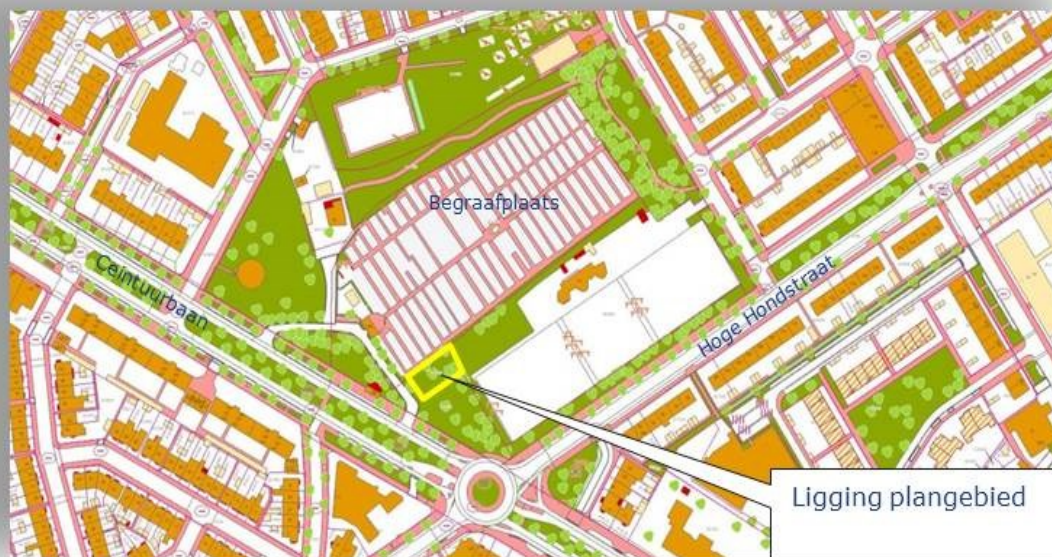 Begraafplaats
Ceintuurbaan
Hoge Hondstraat
Ligging plangebied